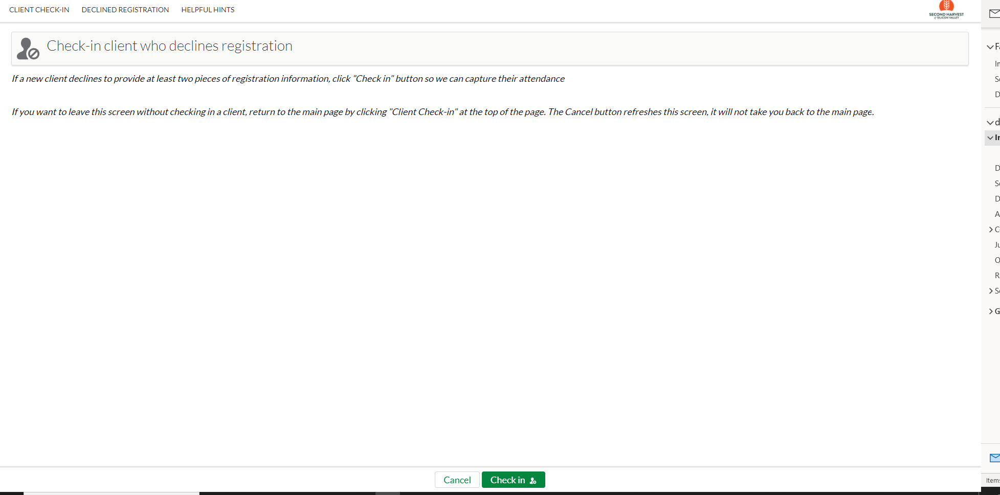 CLIENT CHECK-IN DECLINED REGISTRATION HELPFUL HINTS
SECOND HARVEST
of SILICON VALLEY
Check-in client who declines registration
If a new client declines to provide at least two pieces of registration information, click "Check in" button so we can capture their attendance
If you want to leave this screen without checking in a client, return to the main page by clicking "Client Check-in" at the top of the page. The Cancel button refreshes this screen, it will not take you back to the main page.
Cancel Check in